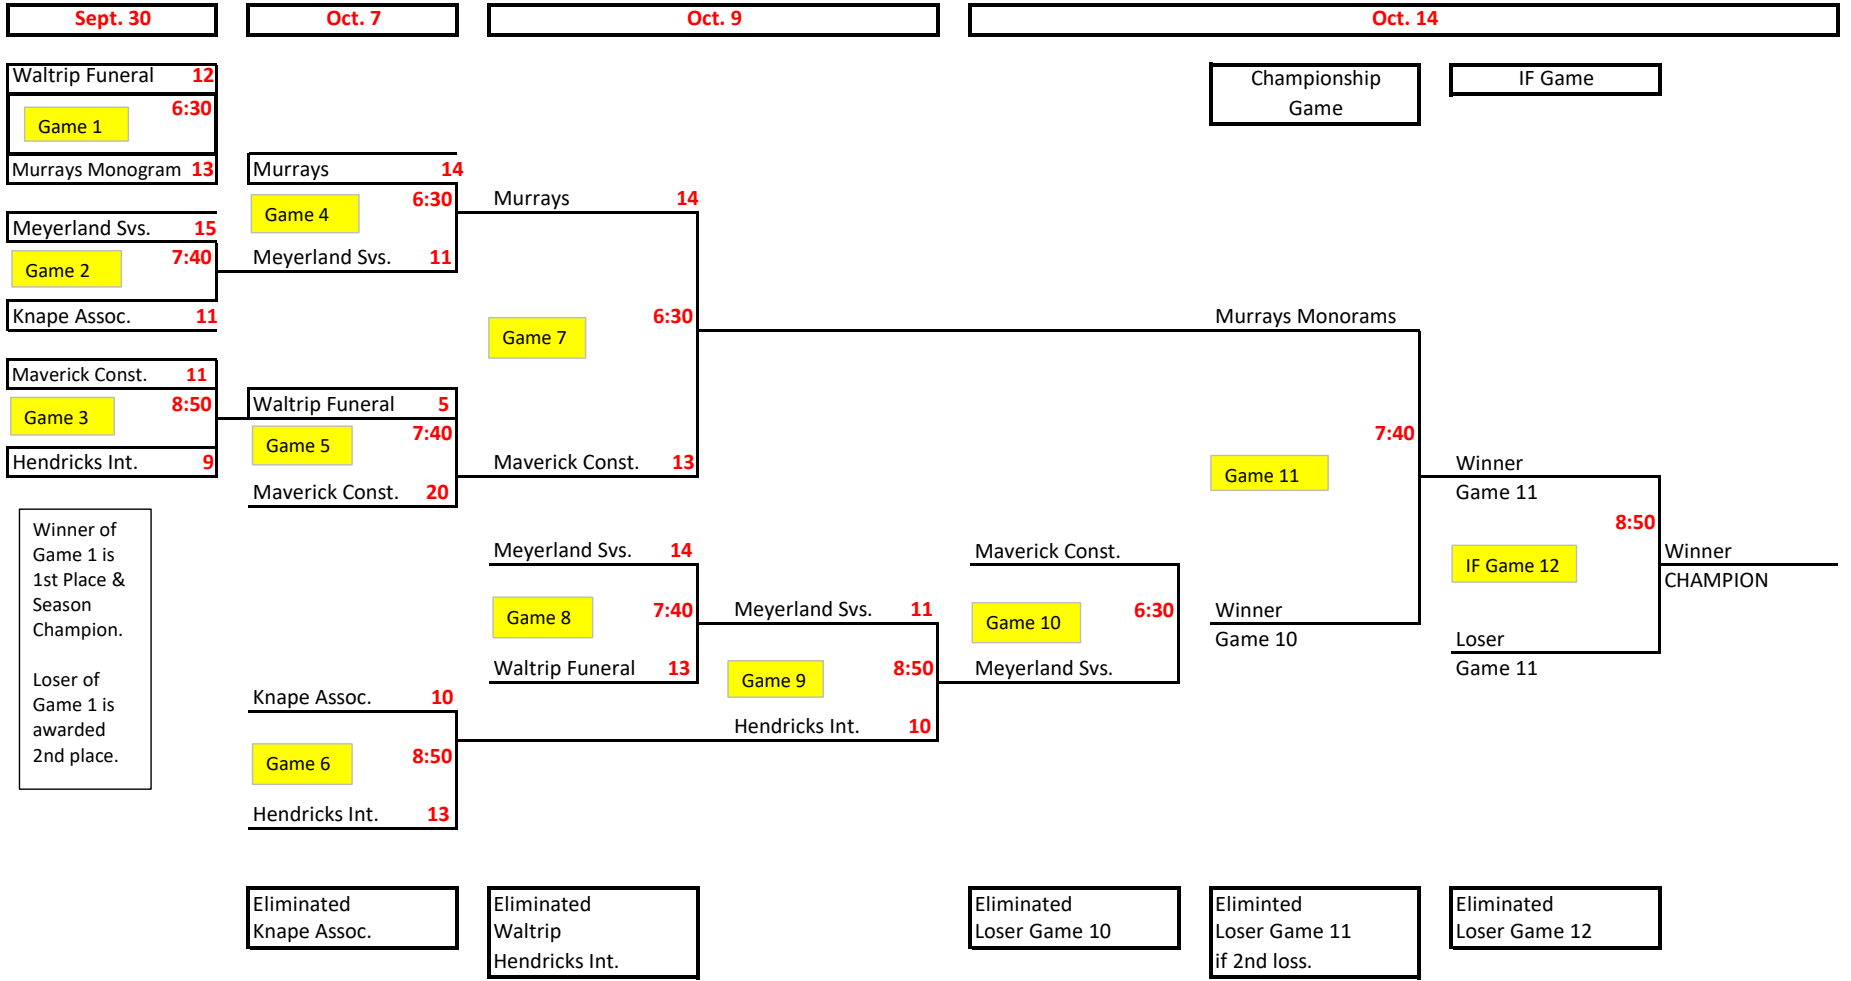 Sept. 30
Oct. 7
Oct. 9
Oct. 14
Waltrip Funeral 12
6:30
Game 1
Murrays Monogram 13
Meyerland Svs. 15
7:40
Game 2
Knape Assoc. 11
Maverick Const. 11
8:50
Game 3
Hendricks Int. 9
Winner of
Game 1 is
1st Place &
Season
Champion.
Loser of
Game 1 is
awarded
2nd place.
Murrays 14
6:30
Game 4
Meyerland Svs. 11
Waltrip Funeral 5
7:40
Game 5
Maverick Const. 20
Knape Assoc. 10
8:50
Game 6
Hendricks Int. 13
Eliminated
Knape Assoc.
Murrays 14
6:30
Game 7
Maverick Const. 13
Meyerland Svs. 14
7:40
Game 8
Waltrip Funeral 13
Meyerland Svs. 11
8:50
Game 9
Hendricks Int. 10
Eliminated
Waltrip
Hendricks Int.
Maverick Const.
6:30
Game 10
Meyerland Svs.
Eliminated
Loser Game 10
Championship
Game
Murrays Monorams
7:40
Game 11
Winner
Game 10
Eliminted
Loser Game 11
if 2nd loss.
IF Game
Winner
Game 11
8:50
IF Game 12
Loser
Game 11
Winner
CHAMPION
Eliminated
Loser Game 12